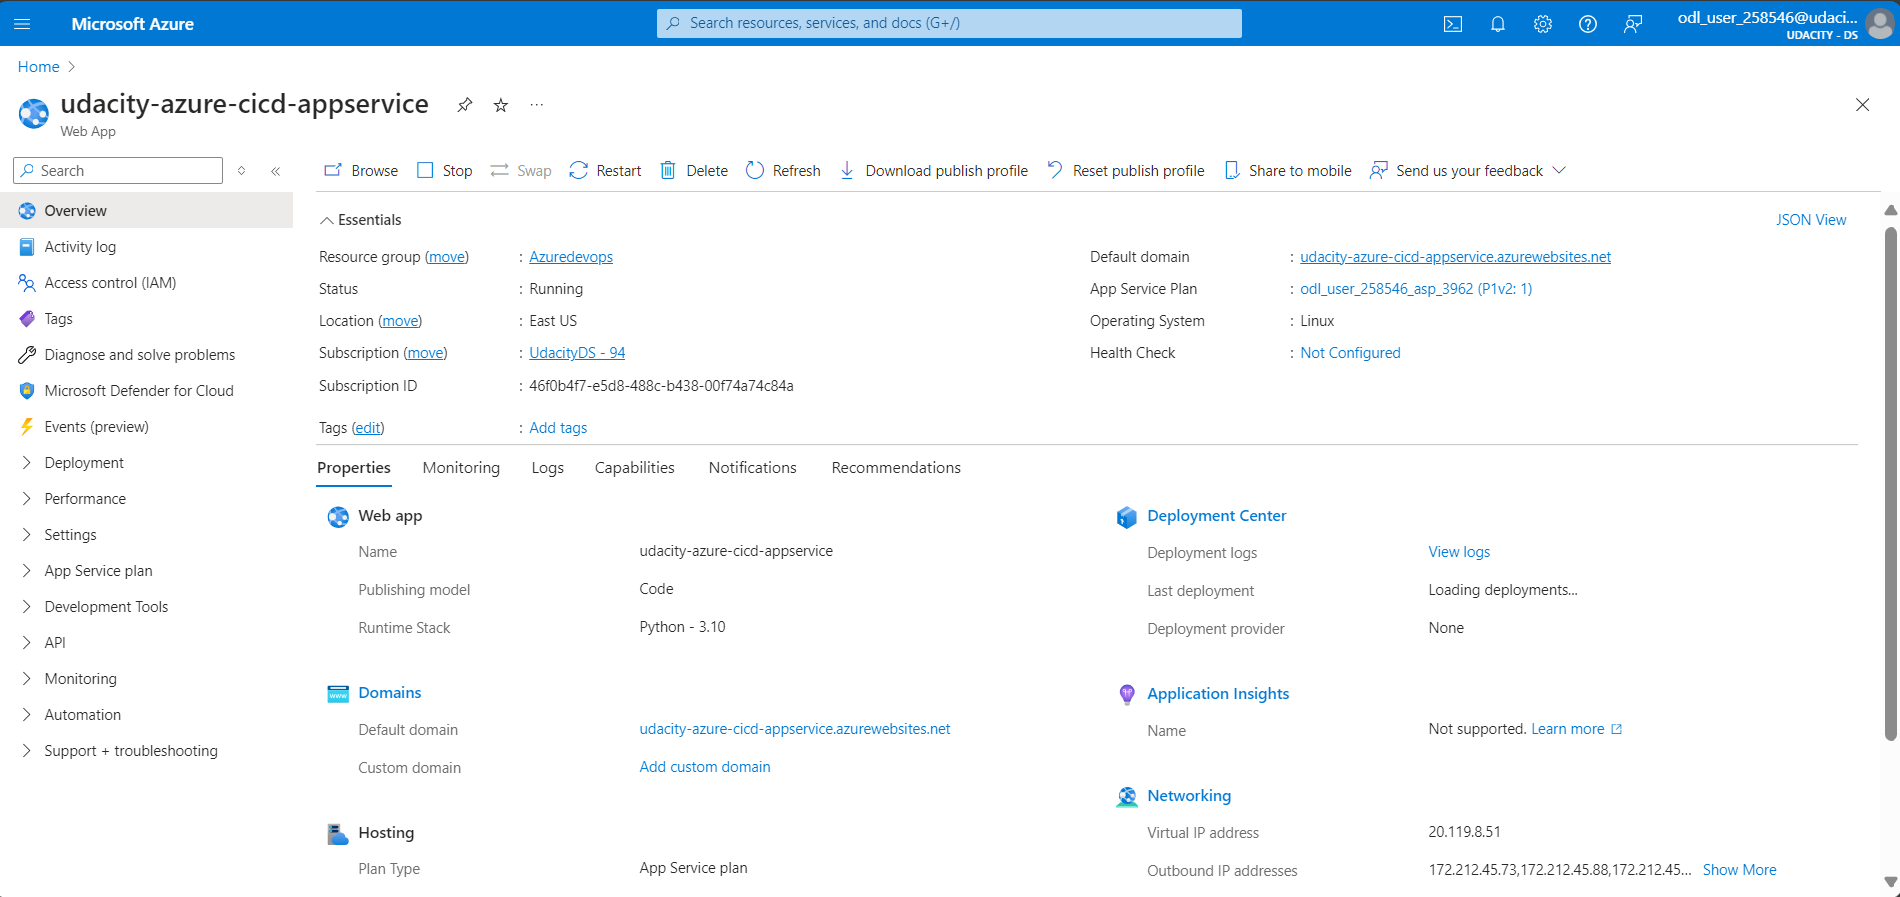 Microsoft Azure
Search resources, services, and docs (G+/)
odl_user_258546@udaci...
UDACITY - DS
Home
udacity-azure-cicd-appservice
Web App
Search
Browse Stop Swap Restart Delete Refresh Download publish profile Reset publish profile Share to mobile Send us your feedback
Overview
Activity log
Access control (IAM)
Tags
Diagnose and solve problems
Microsoft Defender for Cloud
Events (preview)
Deployment
Performance
Settings
App Service plan
Development Tools
API
Monitoring
Automation
Support + troubleshooting
Essentials
JSON View
Resource group (move) : Azuredevops
Status : Running
Location (move) : East US
Subscription (move) : UdacityDS - 94
Subscription ID : 46f0b4f7-e5d8-488c-b438-00f74a74c84a
Tags (edit) : Add tags
Default domain : udacity-azure-cicd-appservice.azurewebsites.net
App Service Plan : odl_user_258546_asp_3962 (P1v2: 1)
Operating System : Linux
Health Check : Not Configured
Properties Monitoring Logs Capabilities Notifications Recommendations
Web app
Name udacity-azure-cicd-appservice
Publishing model Code
Runtime Stack Python - 3.10
Domains
Default domain udacity-azure-cicd-appservice.azurewebsites.net
Custom domain Add custom domain
Hosting
Plan Type App Service plan
Deployment Center
Deployment logs View logs
Last deployment Loading deployments...
Deployment provider None
Application Insights
Name Not supported. Learn more
Networking
Virtual IP address 20.119.8.51
Outbound IP addresses 172.212.45.73,172.212.45.88,172.212.45... Show More